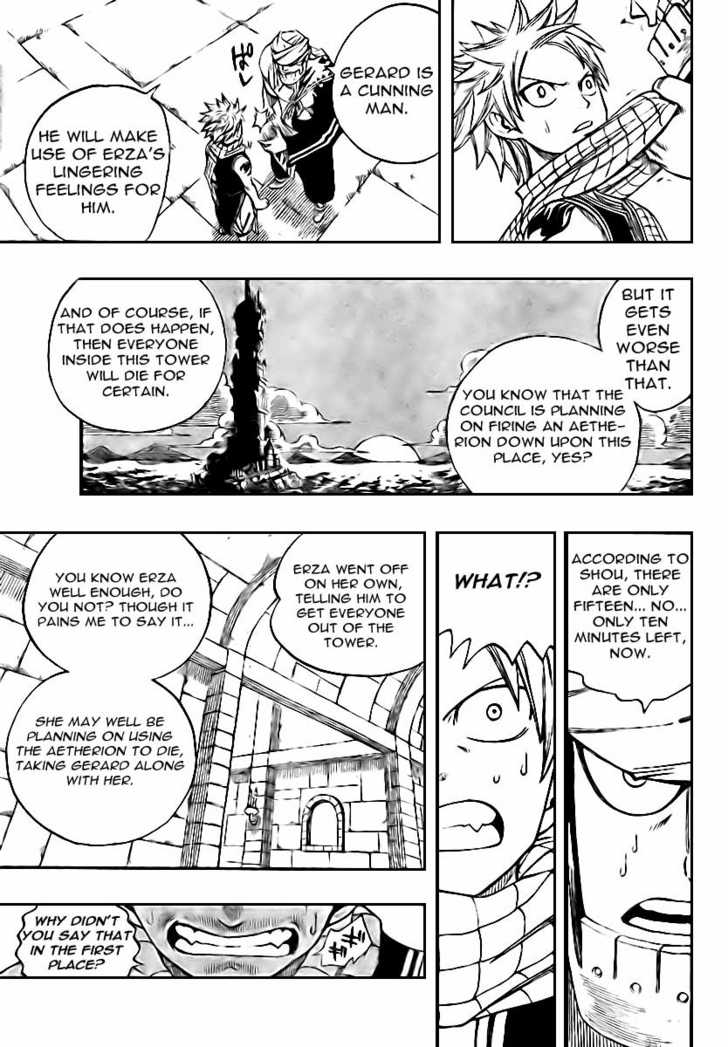 GERARD IS
A CUNNING
MAN.
HE WILL MAKE
USE OF ERZA'S
LINGERING
FEELINGS FOR
HIM.
BUT IT
GETS
EVEN
WORSE
THAN
THAT.
YOU KNOW THAT THE
COUNCIL IS PLANNING
ON FIRING AN AETHE-
RION DOWN UPON THIS
PLACE, YES?
AND OF COURSE, IF
THAT DOES HAPPEN,
THEN EVERYONE
INSIDE THIS TOWER
WILL DIE FOR
CERTAIN.
ACCORDING TO
SHOU, THERE
ARE ONLY
FIFTEEN... NO...
ONLY TEN
MINUTES LEFT,
NOW.
WHAT!?
ERZA WENT OFF
ON HER OWN,
TELLING HIM TO
GET EVERYONE
OUT OF THE
TOWER.
YOU KNOW ERZA
WELL ENOUGH, DO
YOU NOT? THOUGH IT
PAINS ME TO SAY IT...
SHE MAY WELL BE
PLANNING ON USING
THE AETHERION TO DIE,
TAKING GERARD ALONG
WITH HER.
ギギ
WHY DIDN'T
YOU SAY THAT
IN THE FIRST
PLACE?